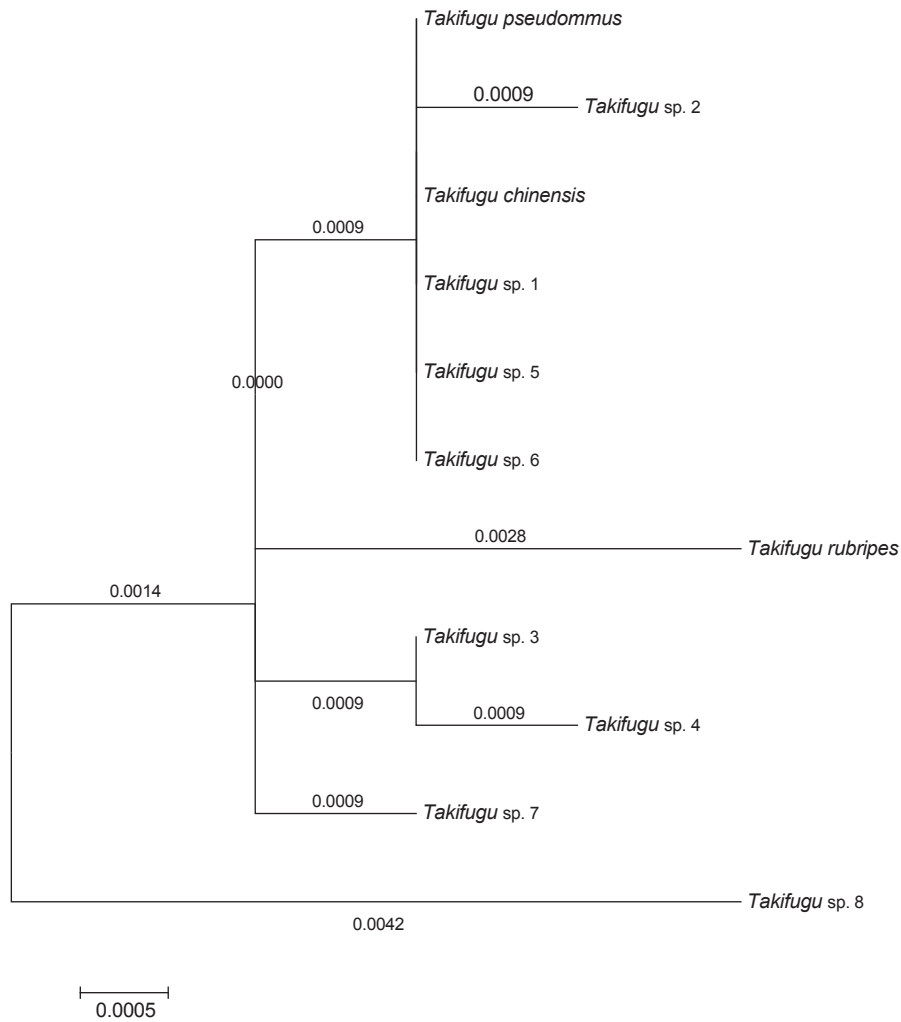 Takifugu pseudommus
0.0009
Takifugu sp. 2
Takifugu chinensis
0.0009
Takifugu sp. 1
Takifugu sp. 5
0.0000
Takifugu sp. 6
0.0028
Takifugu rubripes
0.0014
Takifugu sp. 3
0.0009
0.0009
Takifugu sp. 4
0.0009
Takifugu sp. 7
Takifugu sp. 8
0.0042
0.0005